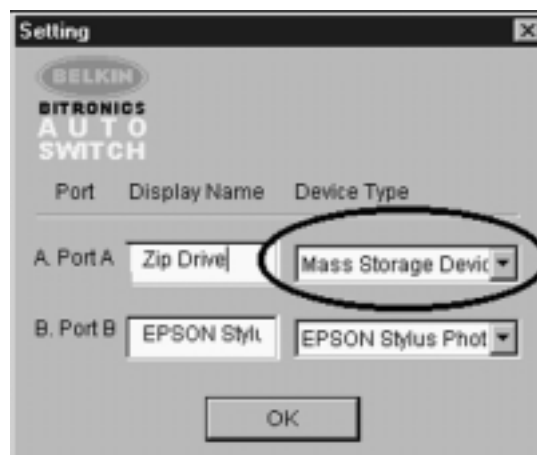 Setting
BELKIN
BITRONICS
AUTO
SWITCH
Port Display Name Device Type
A. Port A Zip Drive Mass Storage Devic
B. Port B EPSON Stylu EPSON Stylus Phot
OK